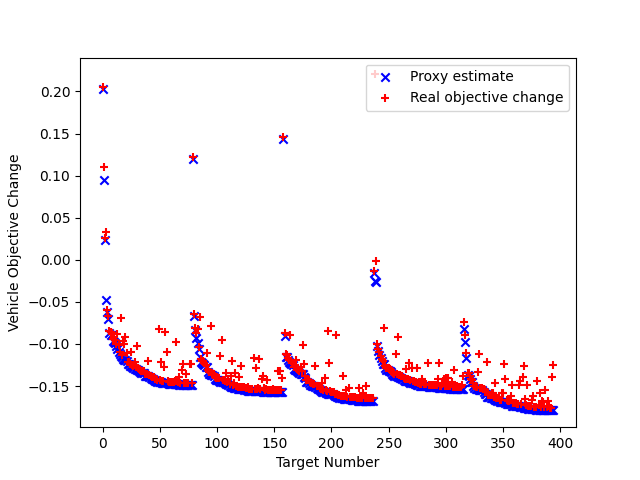 Proxy estimate
Real objective change
Vehicle Objective Change
0.20
0.15
0.10
0.05
0.00
−0.05
−0.10
−0.15
0 50 100 150 200 250 300 350 400
Target Number